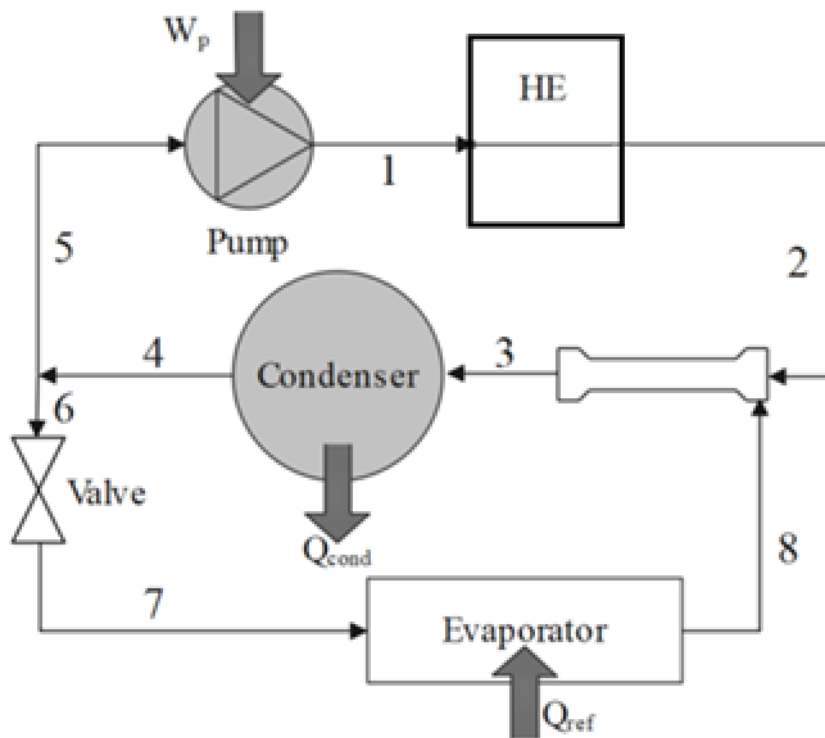 Wp
HE
1
Pump
5
2
4
Condenser
3
6
Valve
Qcond
8
7
Evaporator
Qref